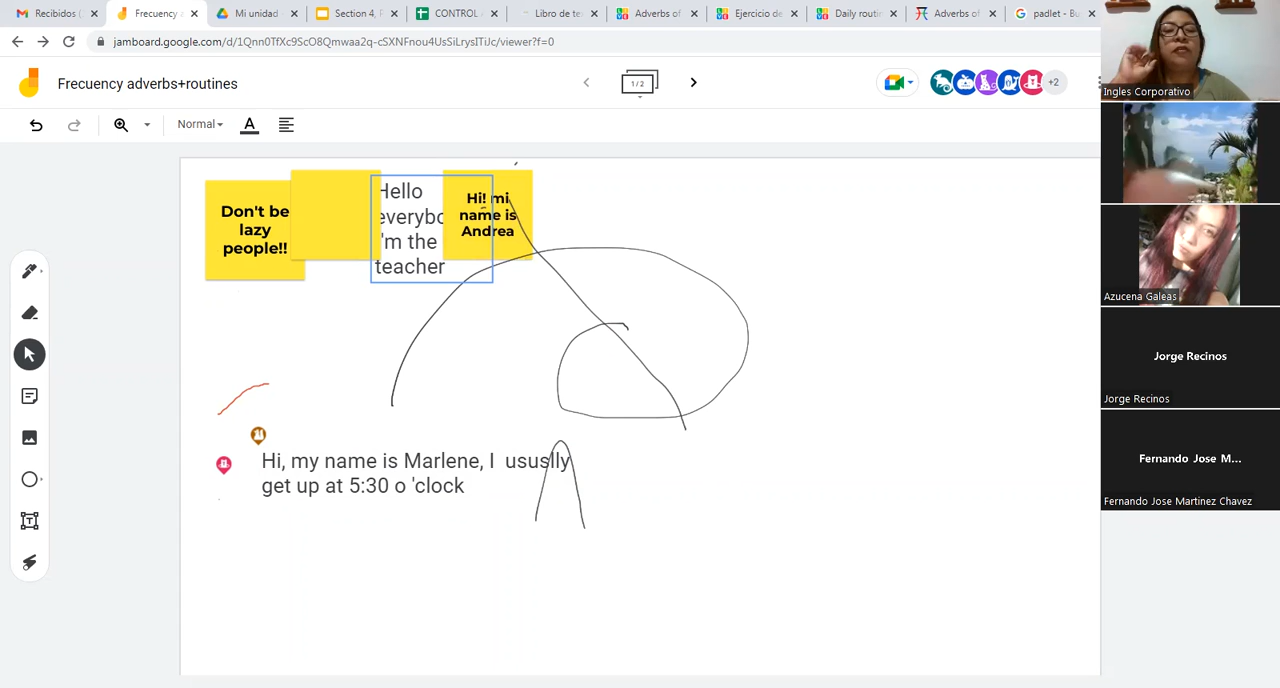 Recibidos (
Frecuency a
Mi unidad
Section 4, F
CONTROL
Libro de te
Adverbs of
Ejercicio de
Daily routin
Adverbs of
padlet - Bu
jamboard.google.com/d/1Qnn0TfXc9ScO8Qmwaa2q-cSXNFnou4UsSiLrysJTiJc/viewer?f=0
Frecuency adverbs+routines
1 / 2
+2
Normal
A
Don't be
lazy
people!!
Hello
everybo
I'm the
teacher
Hi! mi
name is
Andrea
Hi, my name is Marlene, I ususlly
get up at 5:30 o 'clock
Ingles Corporativo
Azucena Galeas
Jorge Recinos
Jorge Recinos
Fernando Jose M...
Fernando Jose Martinez Chavez